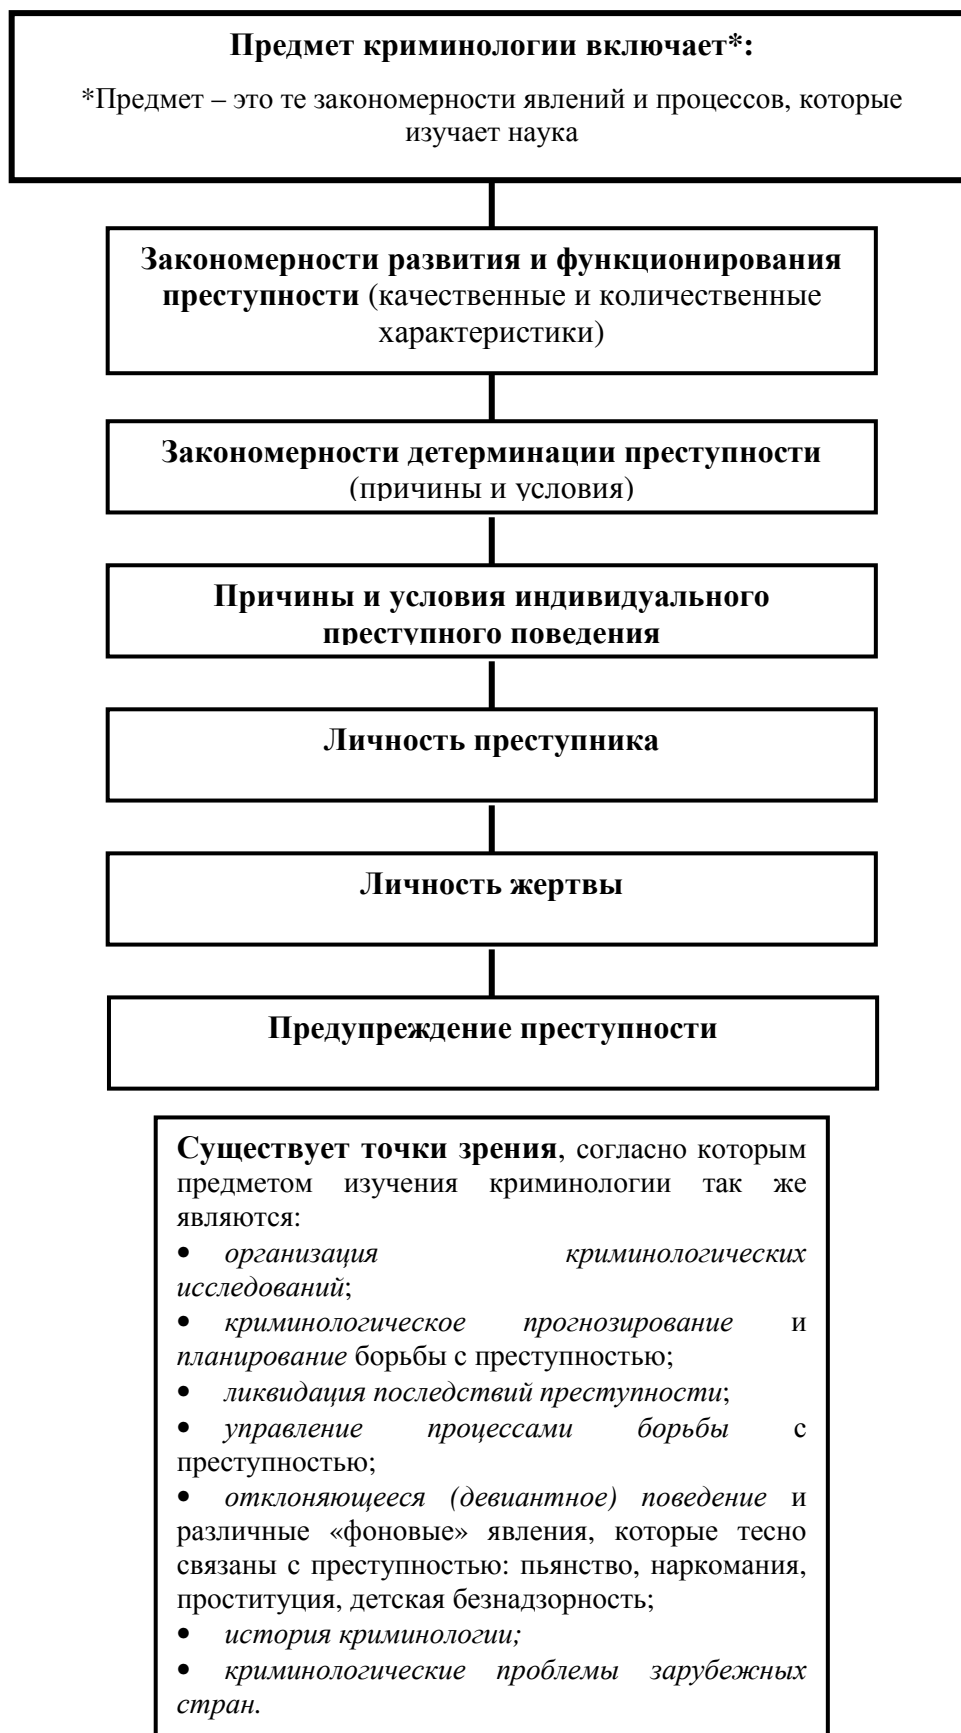 Предмет криминологии включает*:
*Предмет – это те закономерности явлений и процессов, которые
изучает наука
Закономерности развития и функционирования
преступности (качественные и количественные
характеристики)
Закономерности детерминации преступности
(причины и условия)
Причины и условия индивидуального
преступного поведения
Личность преступника
Личность жертвы
Предупреждение преступности
Существует точки зрения, согласно которым
предметом изучения криминологии так же
являются:
• организация криминологических
исследований;
• криминологическое прогнозирование и
планирование борьбы с преступностью;
• ликвидация последствий преступности;
• управление процессами борьбы с
преступностью;
• отклоняющееся (девиантное) поведение и
различные «фоновые» явления, которые тесно
связаны с преступностью: пьянство, наркомания,
проституция, детская безнадзорность;
• история криминологии;
• криминологические проблемы зарубежных
стран.